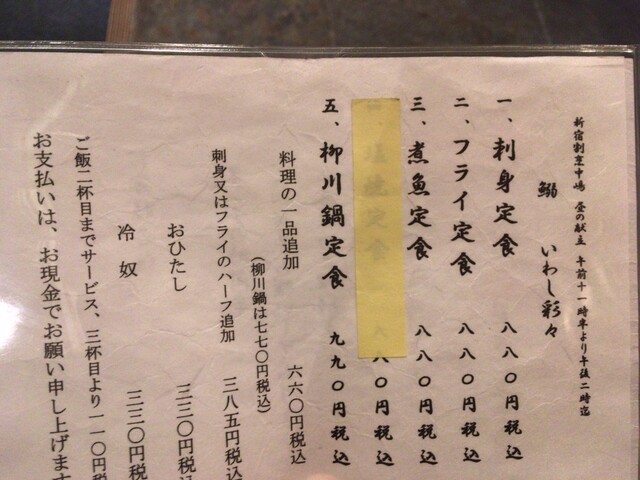 新宿割烹中嶋 昼の献立 午前十一時半より午後二時迄
鰯 いわし彩々
一、刺身定食 八八〇円税込
二、フライ定食 八八〇円税込
三、煮魚定食 八八〇円税込
八八〇円税込
五、柳川鍋定食 九九〇円税込
料理の一品追加 六六〇円税込
(柳川鍋は七七〇円税込)
刺身又はフライのハーフ追加 三八五円税込
おひたし 三三〇円税
冷奴 三三〇円税
ご飯二杯目までサービス、三杯目より一一〇円税
お支払いは、お現金でお願い申し上げます